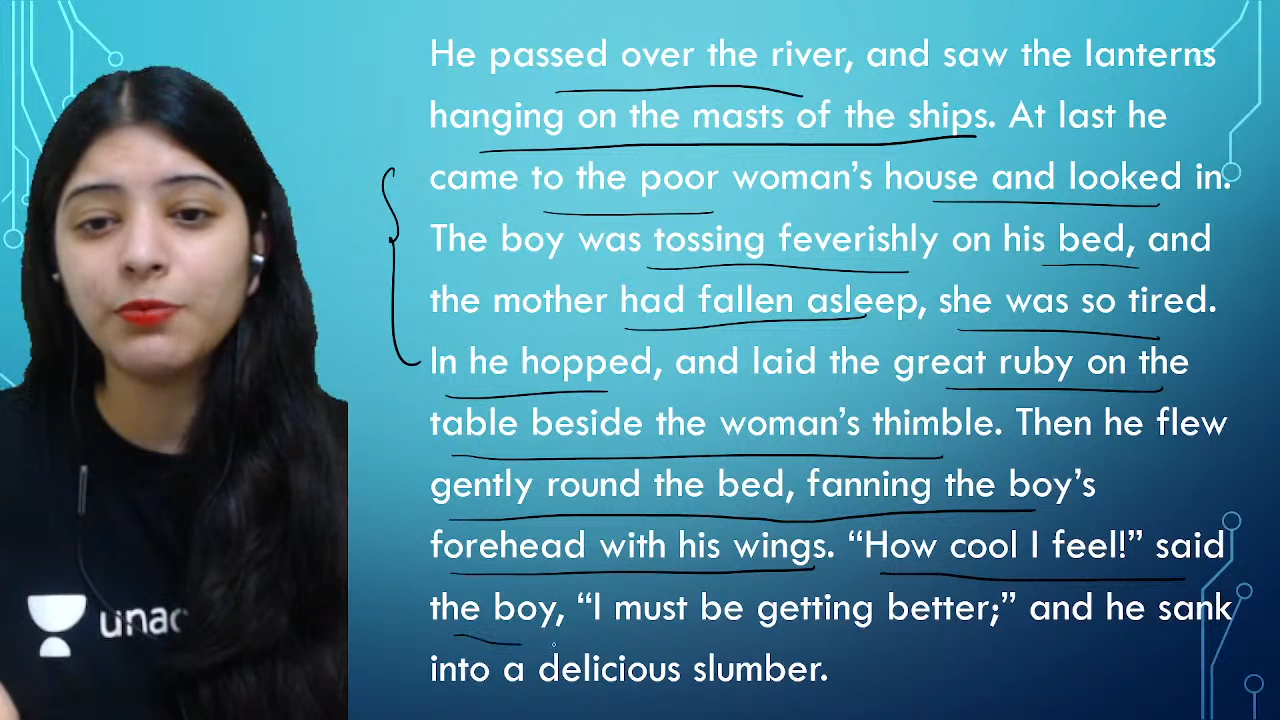 He passed over the river, and saw the lanterns
hanging on the masts of the ships. At last he
came to the poor woman’s house and looked in.
The boy was tossing feverishly on his bed, and
the mother had fallen asleep, she was so tired.
In he hopped, and laid the great ruby on the
table beside the woman’s thimble. Then he flew
gently round the bed, fanning the boy’s
forehead with his wings. “How cool I feel!” said
the boy, “I must be getting better;” and he sank
into a delicious slumber.
unac